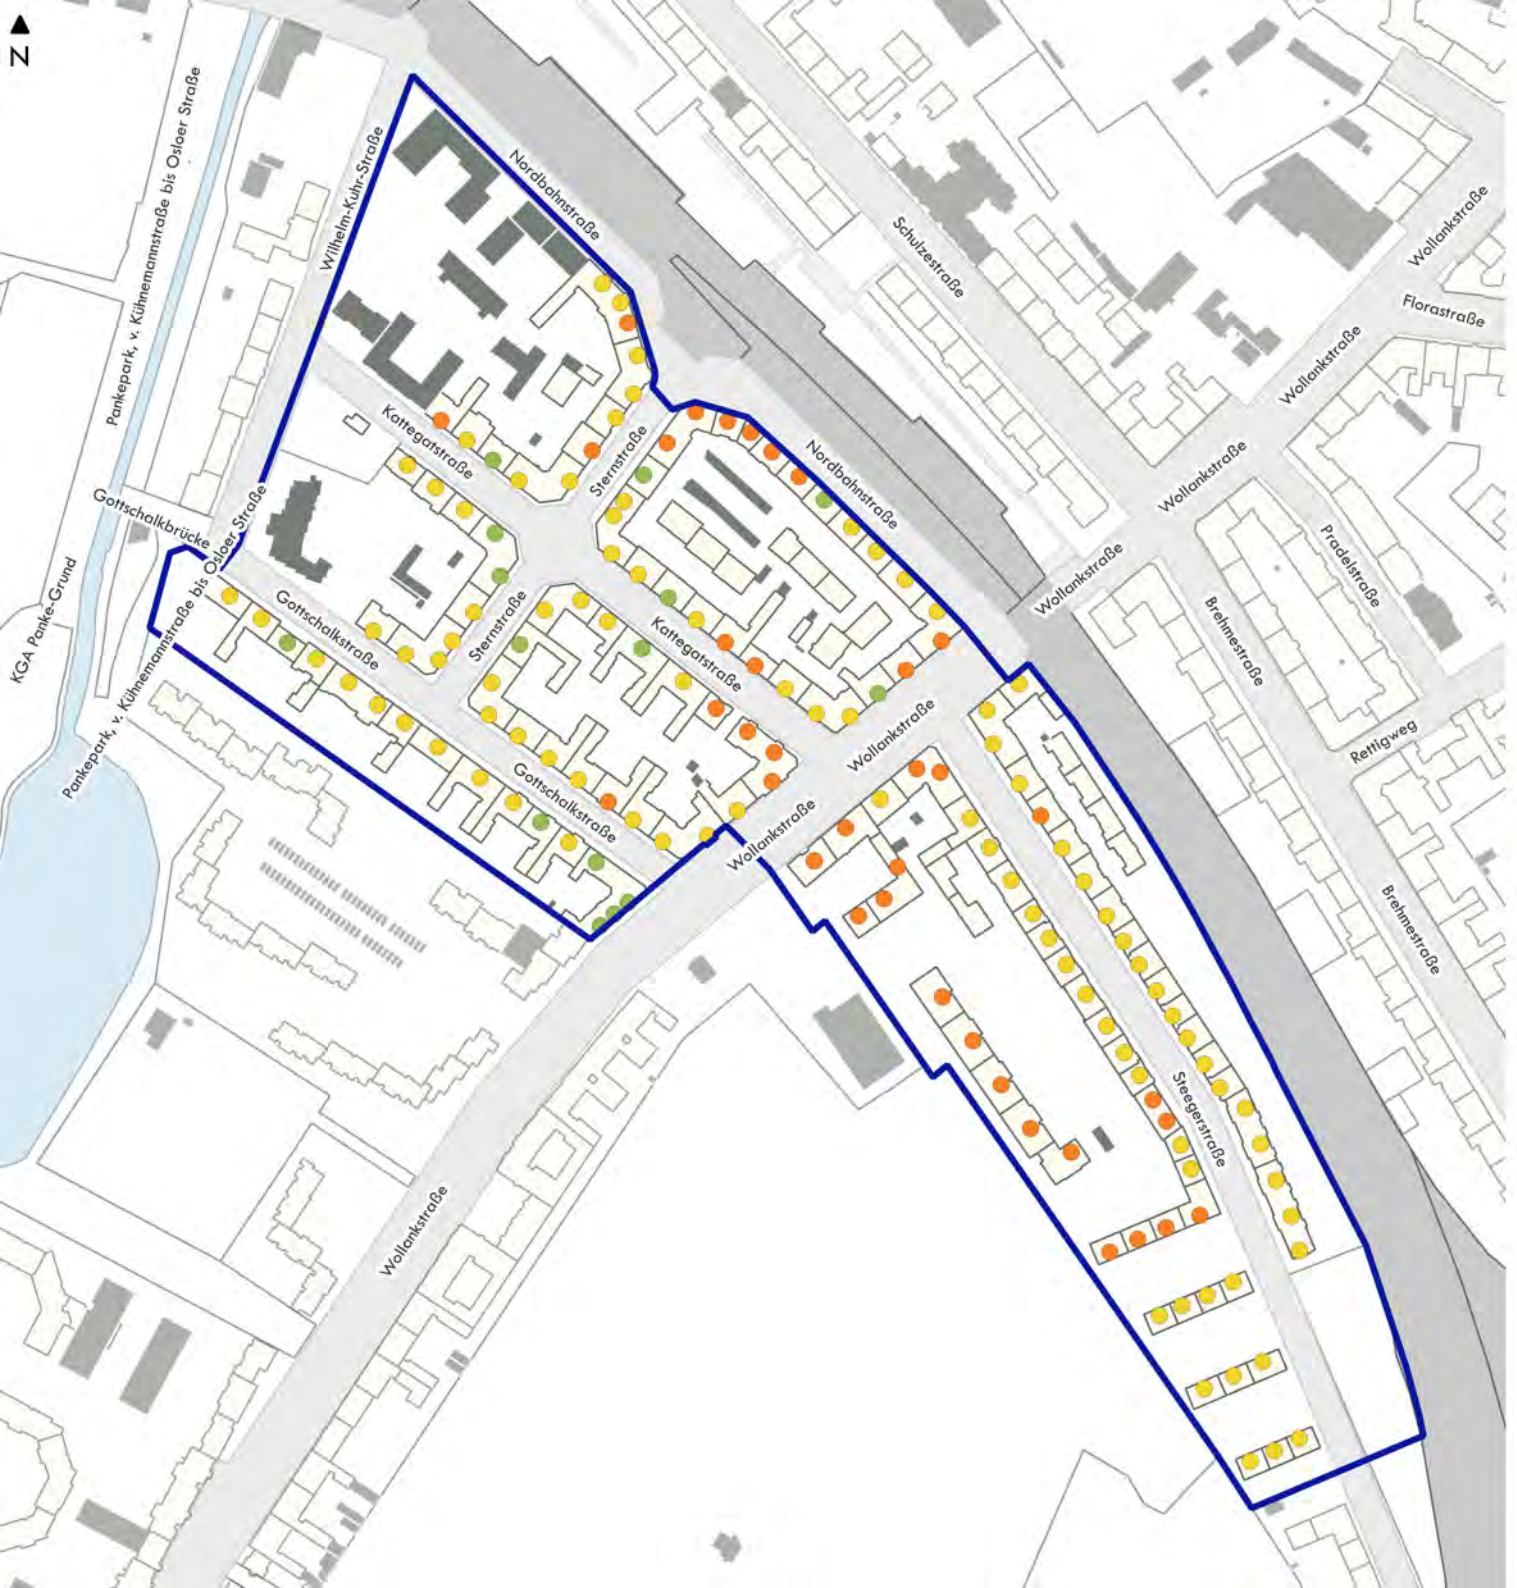 N
Pankepark, v. Kühnemannstraße bis Osloer Straße
Wilhelm-Kuhr-Straße
Nordbahnstraße
Schulzestraße
Wollankstraße
Florastraße
Wollankstraße
Kattegatstraße
Sternstraße
Nordbahnstraße
Wollankstraße
Gottschalkbrücke
Pradelstraße
Wollankstraße
KGA Panke-Grund
Pankepark, v. Kühnemannstraße bis Osloer Straße
Gottschalkstraße
Sternstraße
Kattegatstraße
Brehmestraße
Wollankstraße
Rettigweg
Gottschalkstraße
Wollankstraße
Brehmestraße
Steegerstraße
Wollankstraße